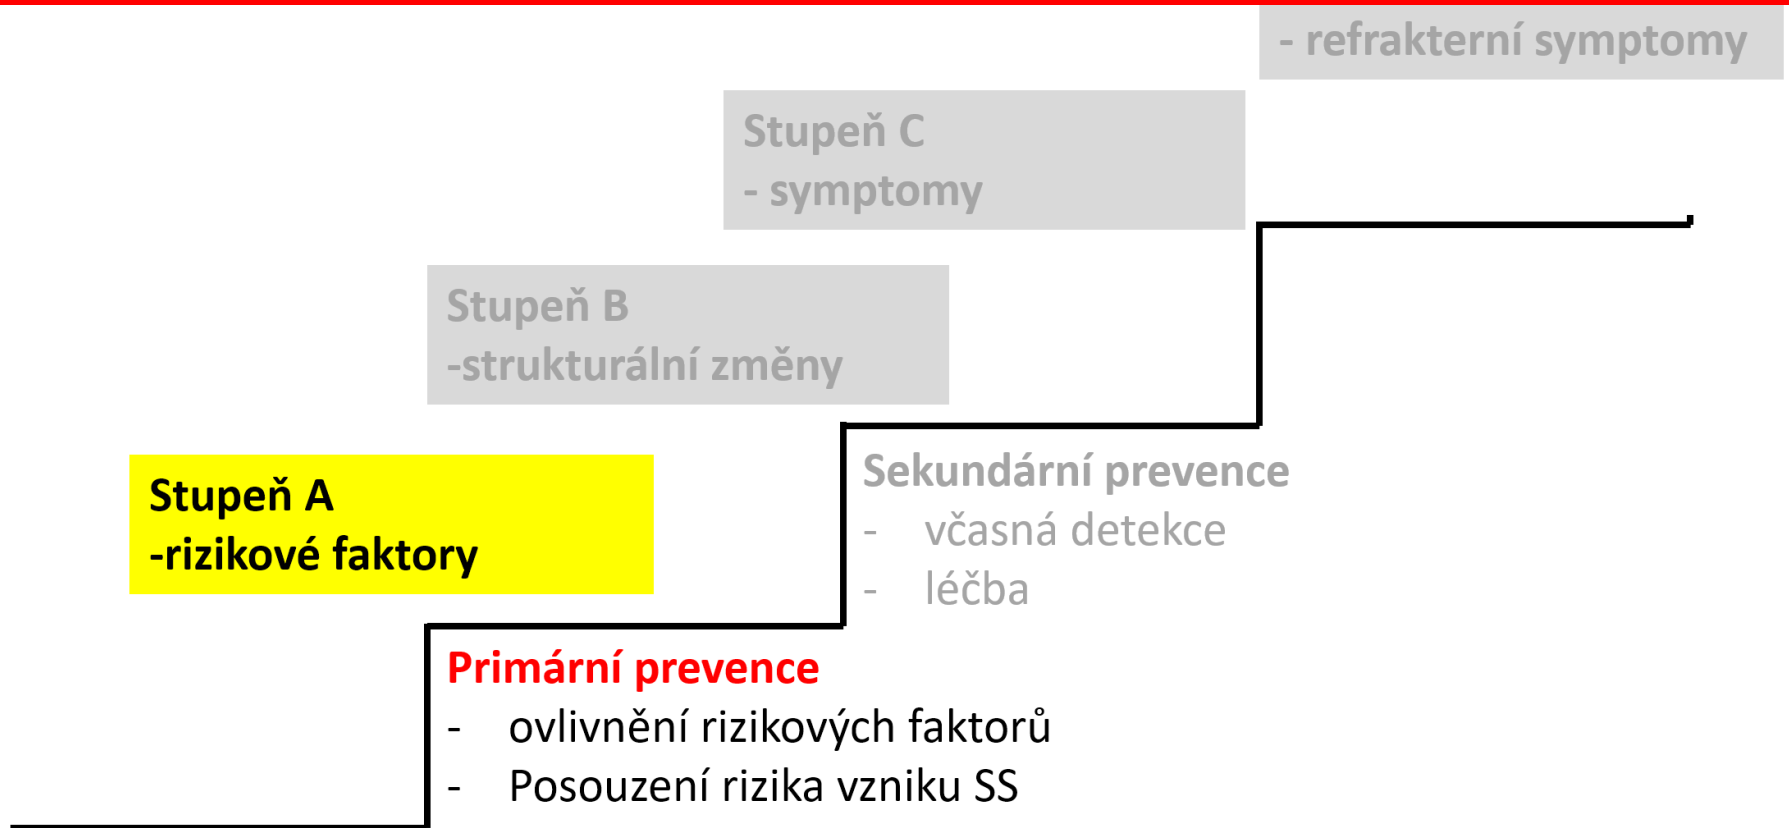 - refrakterní symptomy
Stupeň C
- symptomy
Stupeň B
-strukturální změny
Stupeň A
-rizikové faktory
Sekundární prevence
- včasná detekce
- léčba
Primární prevence
- ovlivnění rizikových faktorů
- Posouzení rizika vzniku SS